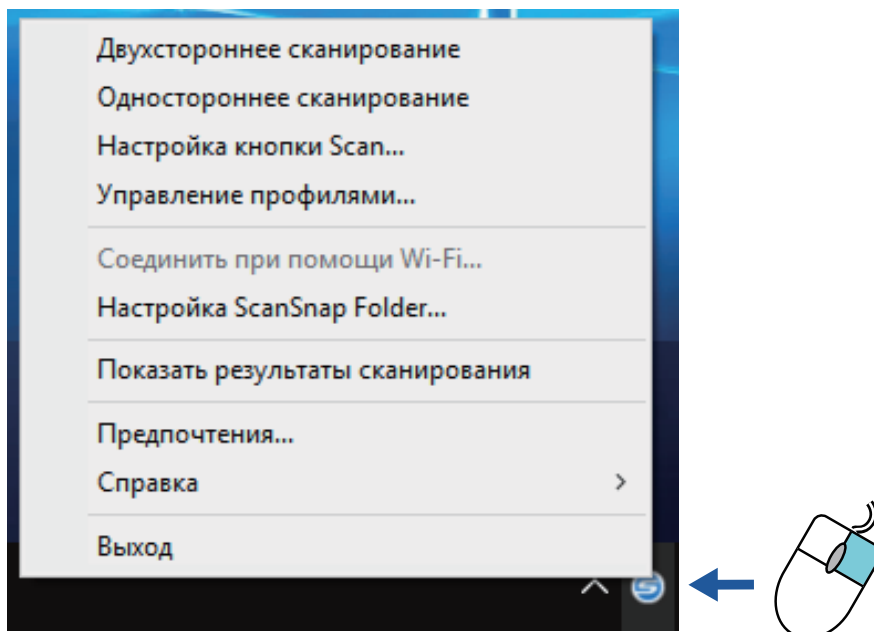 Двухстороннее сканирование
Одностороннее сканирование
Настройка кнопки Scan...
Управление профилями...
Соединить при помощи Wi-Fi...
Настройка ScanSnap Folder...
Показать результаты сканирования
Предпочтения...
Справка
Выход